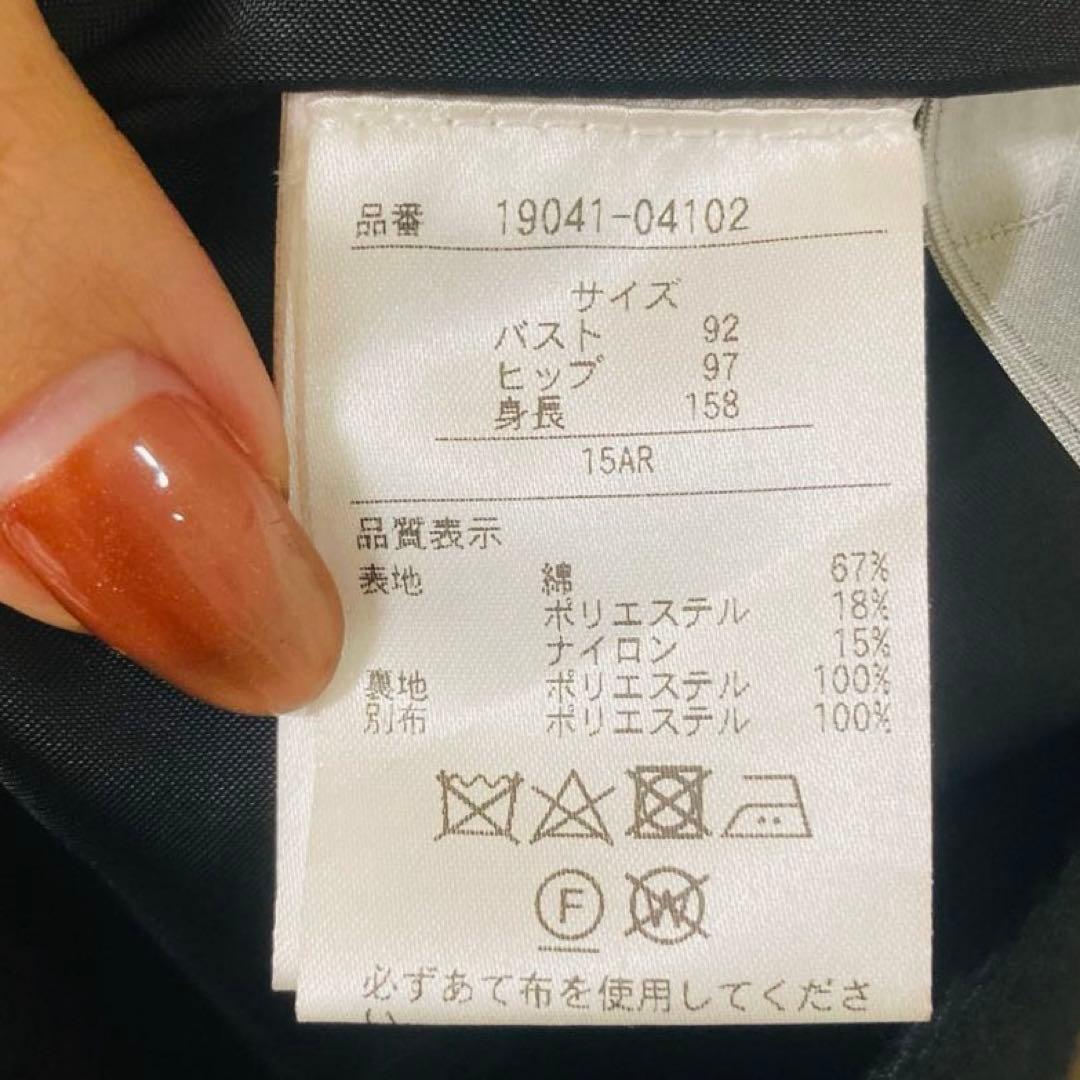 品番 19041-04102
サイズ
バスト 92
ヒップ 97
身長 158
15AR
品質表示
表地 綿 67%
ポリエステル 18%
ナイロン 15%
裏地 ポリエステル 100%
別布 ポリエステル 100%
F W
必ずあて布を使用してくださ
い